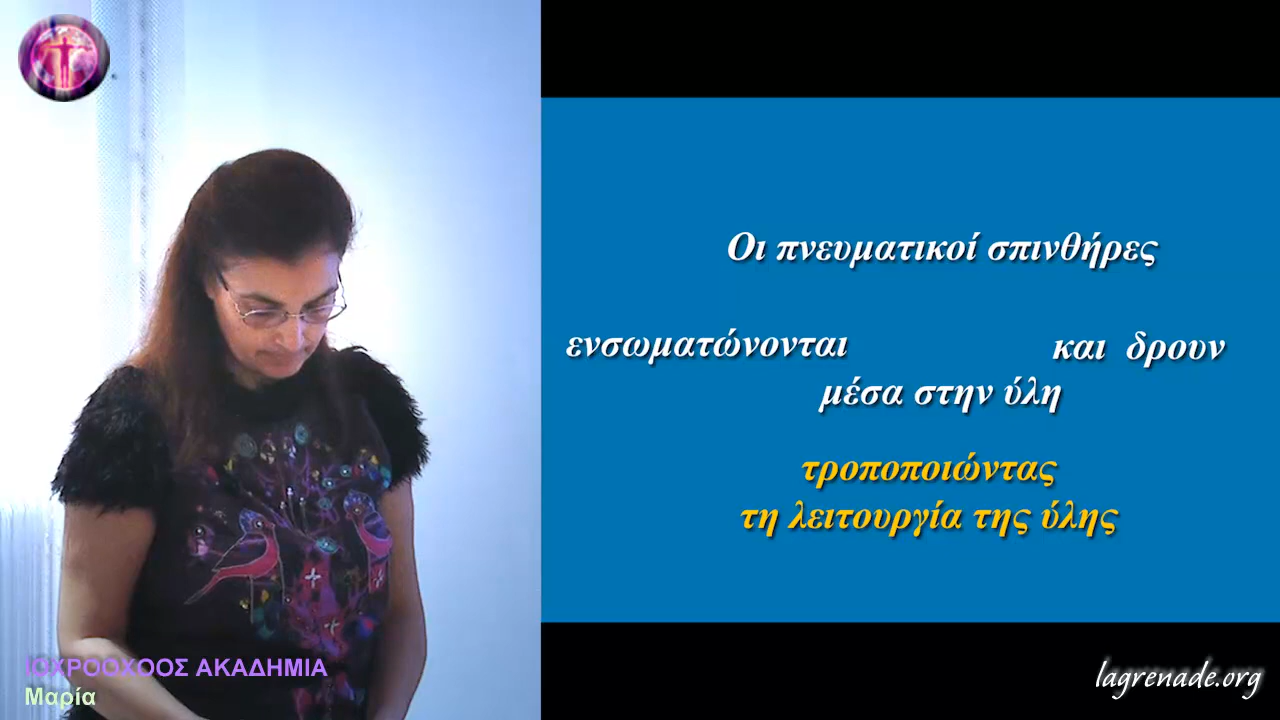 Οι πνευματικοί σπινθήρες
ενσωματώνονται και δρουν
μέσα στην ύλη
τροποποιώντας
τη λειτουργία της ύλης
ΙΟΧΡΟΟΧΟΟΣ ΑΚΑΔΗΜΙΑ
Μαρία
lagrenade.org